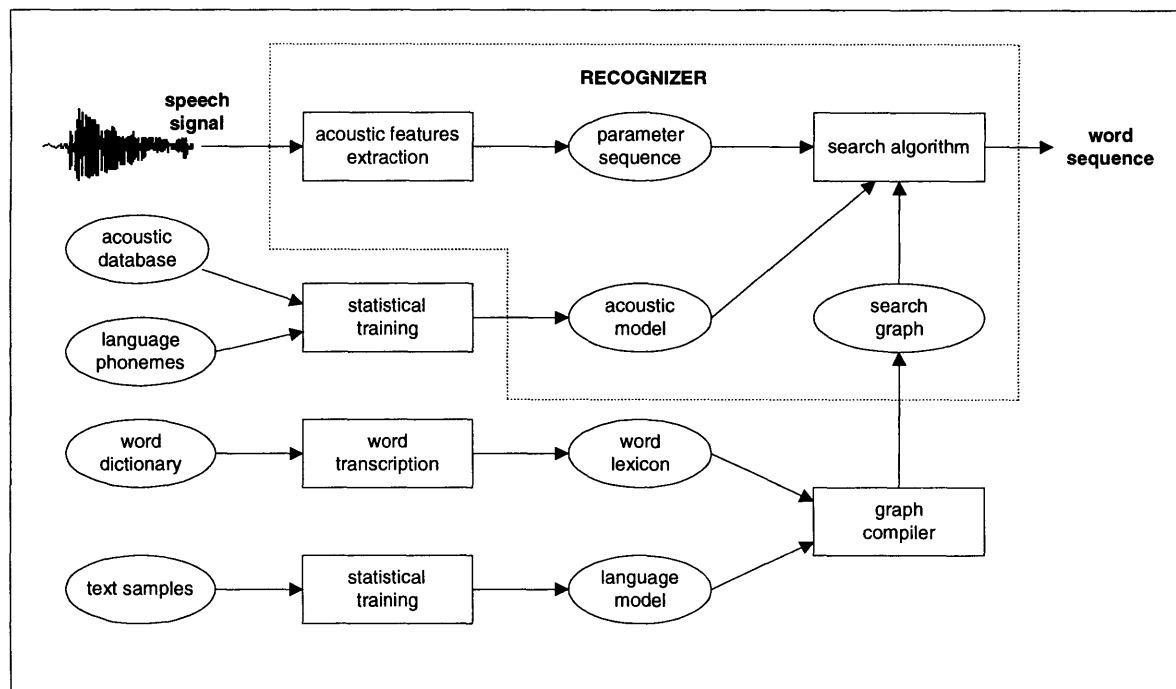 RECOGNIZER
speech
signal
acoustic features
extraction
parameter
sequence
search algorithm
word
sequence
acoustic
database
language
phonemes
statistical
training
acoustic
model
search
graph
word
dictionary
word
transcription
word
lexicon
graph
compiler
text samples
statistical
training
language
model